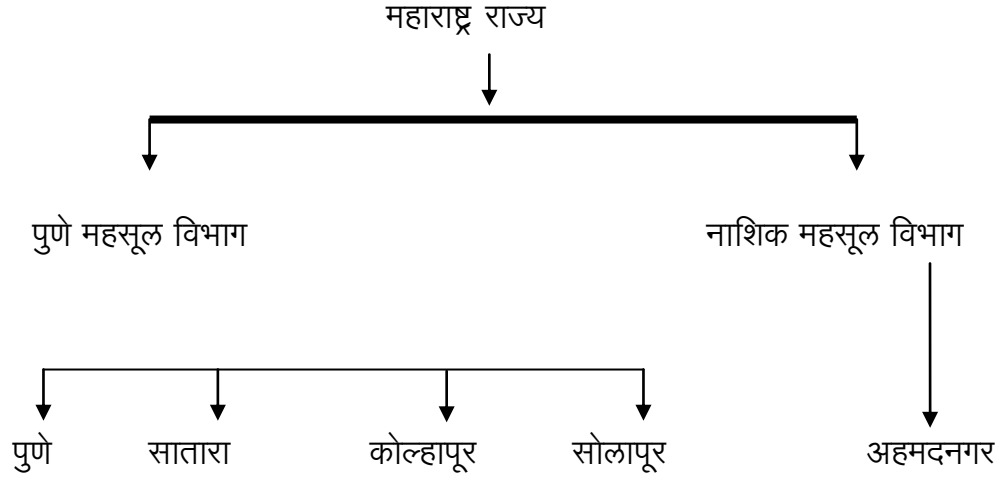 महाराष्ट्र राज्य
पुणे महसूल विभाग नाशिक महसूल विभाग
पुणे सातारा कोल्हापूर सोलापूर अहमदनगर